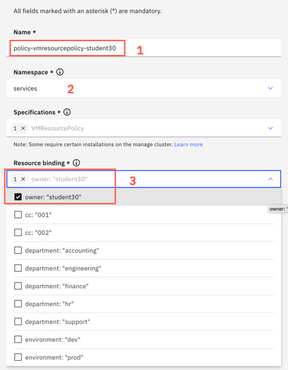 All fields marked with an asterisk (*) are mandatory.
Name *
policy-vmresourcepolicy-student30
1
Namespace *
services
2
Specifications *
1 × VMResourcePolicy
Note: Some require certain installations on the manage cluster. Learn more
Resource binding *
1 × owner: "student30"
3
owner: "student30"
owner: "
cc: "001"
cc: "002"
department: "accounting"
department: "engineering"
department: "finance"
department: "hr"
department: "support"
environment: "dev"
environment: "prod"